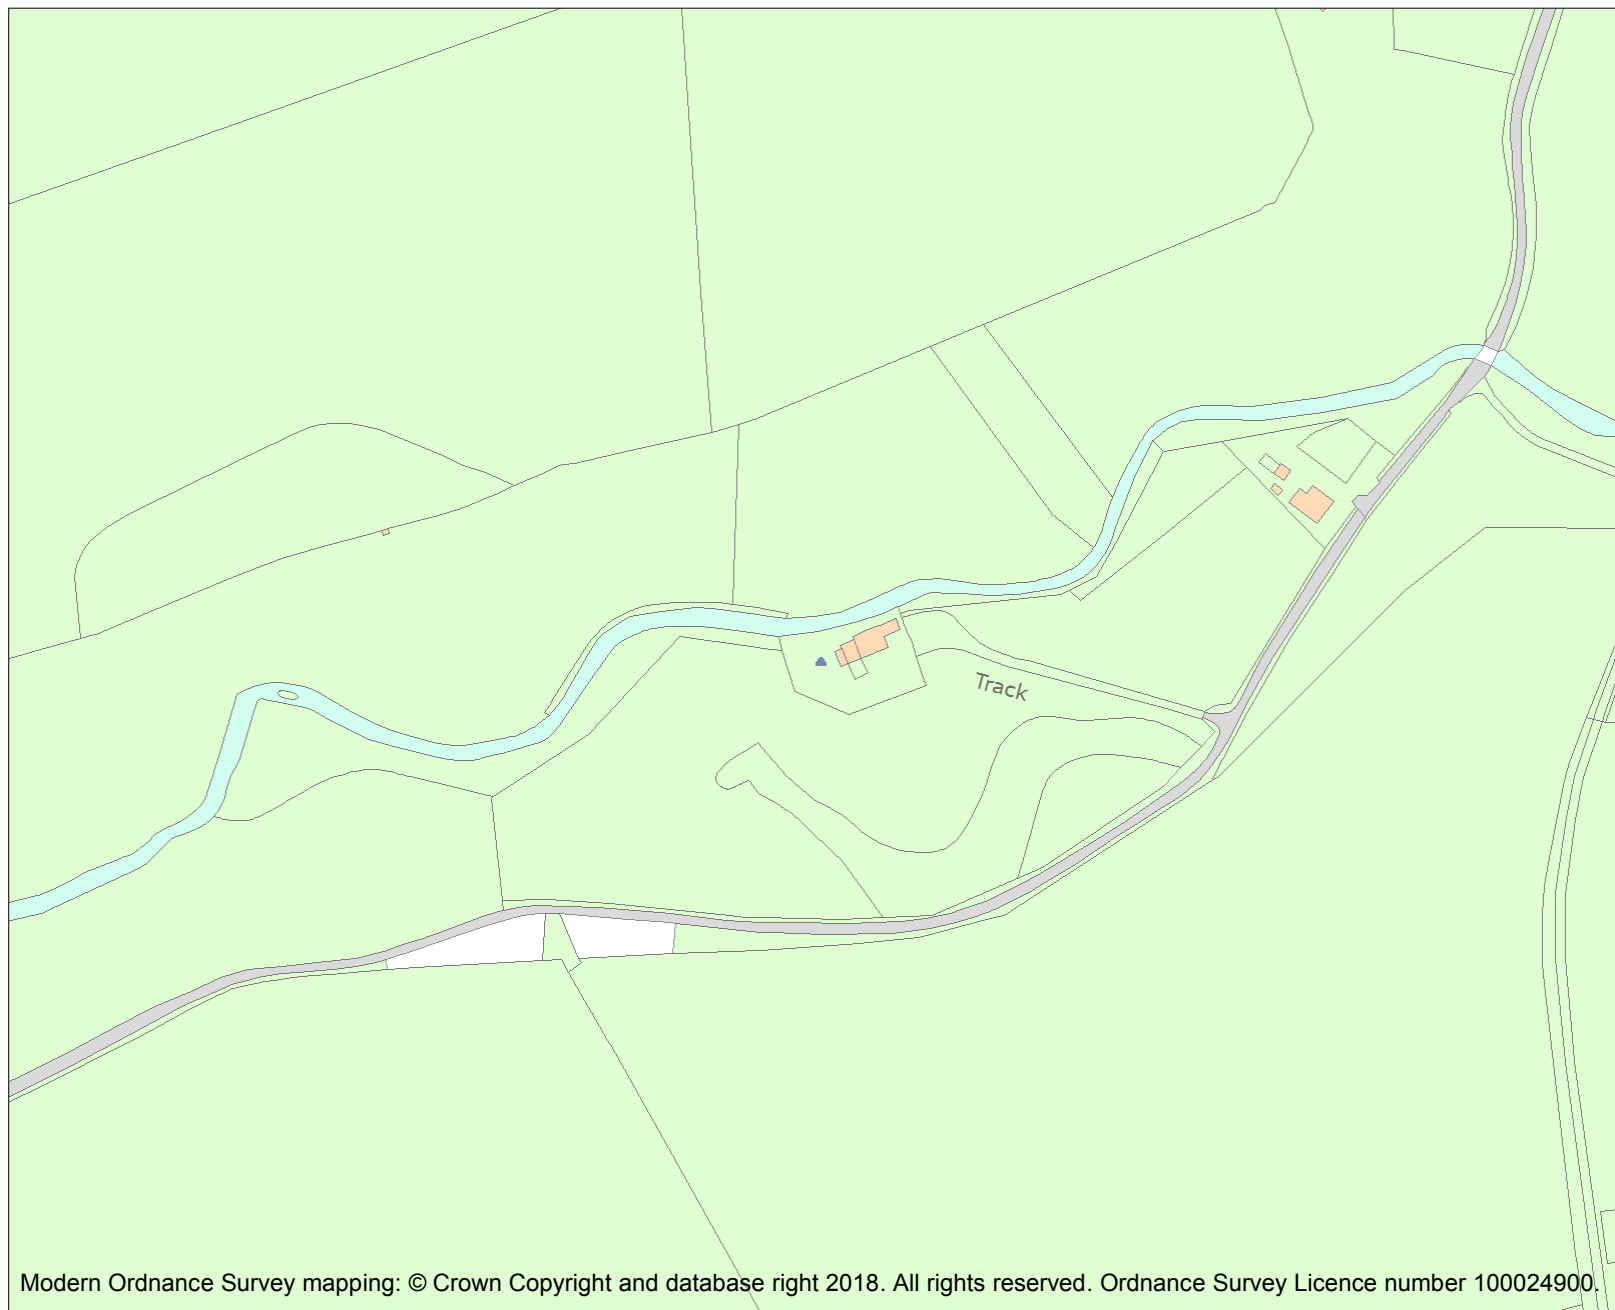 Track
Modern Ordnance Survey mapping: © Crown Copyright and database right 2018. All rights reserved. Ordnance Survey Licence number 100024900.